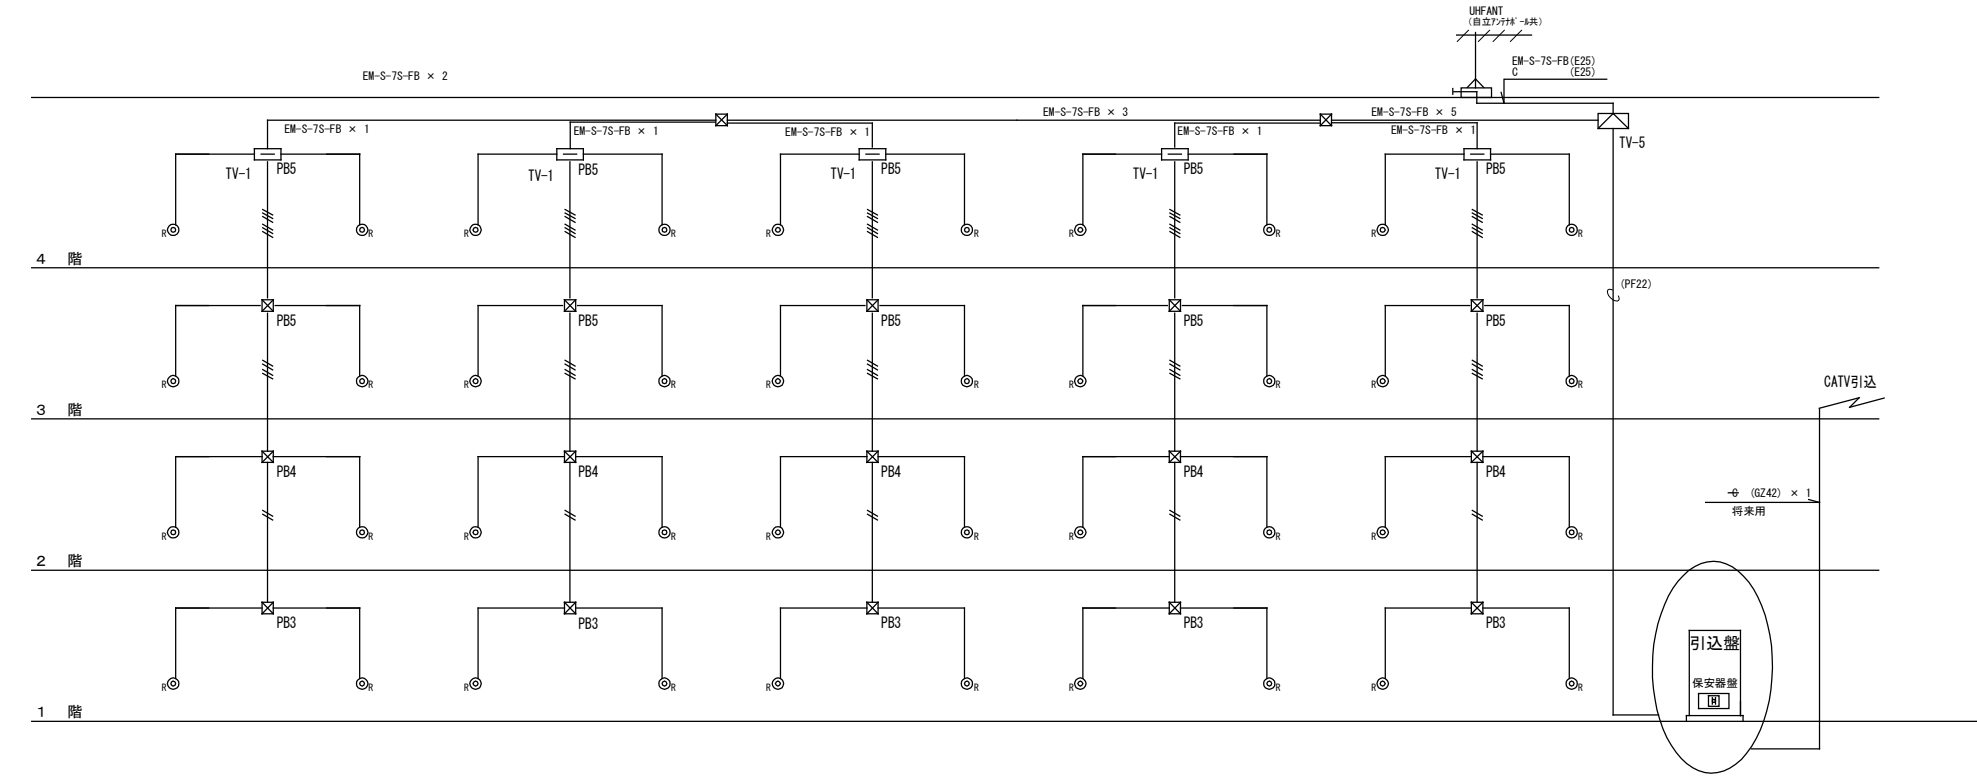 UHFANT
(自立アンテナポール共)
EM-S-7S-FB(E25)
C (E25)
EM-S-7S-FB × 2
EM-S-7S-FB × 3
EM-S-7S-FB × 5
EM-S-7S-FB × 1
EM-S-7S-FB × 1
EM-S-7S-FB × 1
EM-S-7S-FB × 1
EM-S-7S-FB × 1
TV-5
TV-1 PB5
TV-1 PB5
TV-1 PB5
TV-1 PB5
TV-1 PB5
R R R R R R R R R R
4 階
(PF22)
PB5 PB5 PB5 PB5 PB5
R R R R R R R R R R
CATV引込
3 階
PB4 PB4 PB4 PB4 PB4
C (GZ42) × 1
将来用
R R R R R R R R R R
2 階
PB3 PB3 PB3 PB3 PB3
引込盤
保安器盤
R R R R R R R R R R
1 階